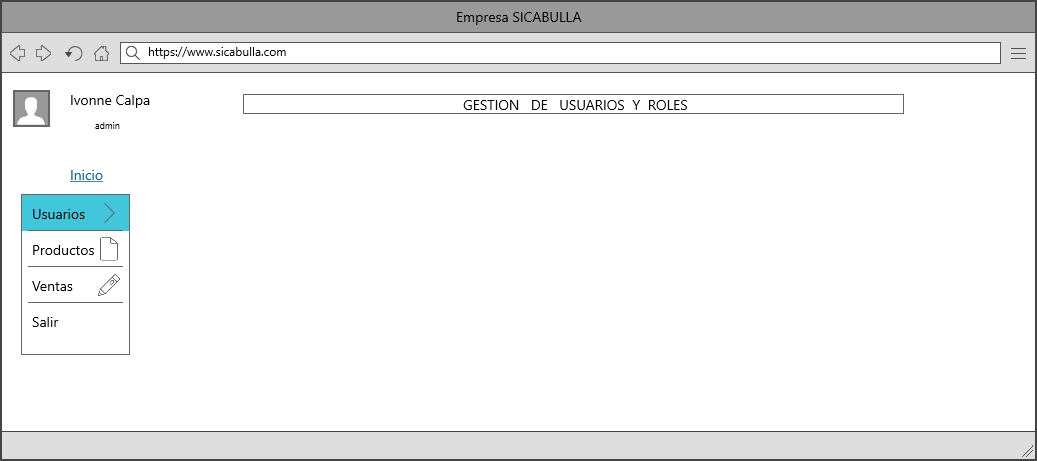 Empresa SICABULLA
https://www.sicabulla.com
Ivonne Calpa
admin
GESTION DE USUARIOS Y ROLES
Inicio
Usuarios
Productos
Ventas
Salir